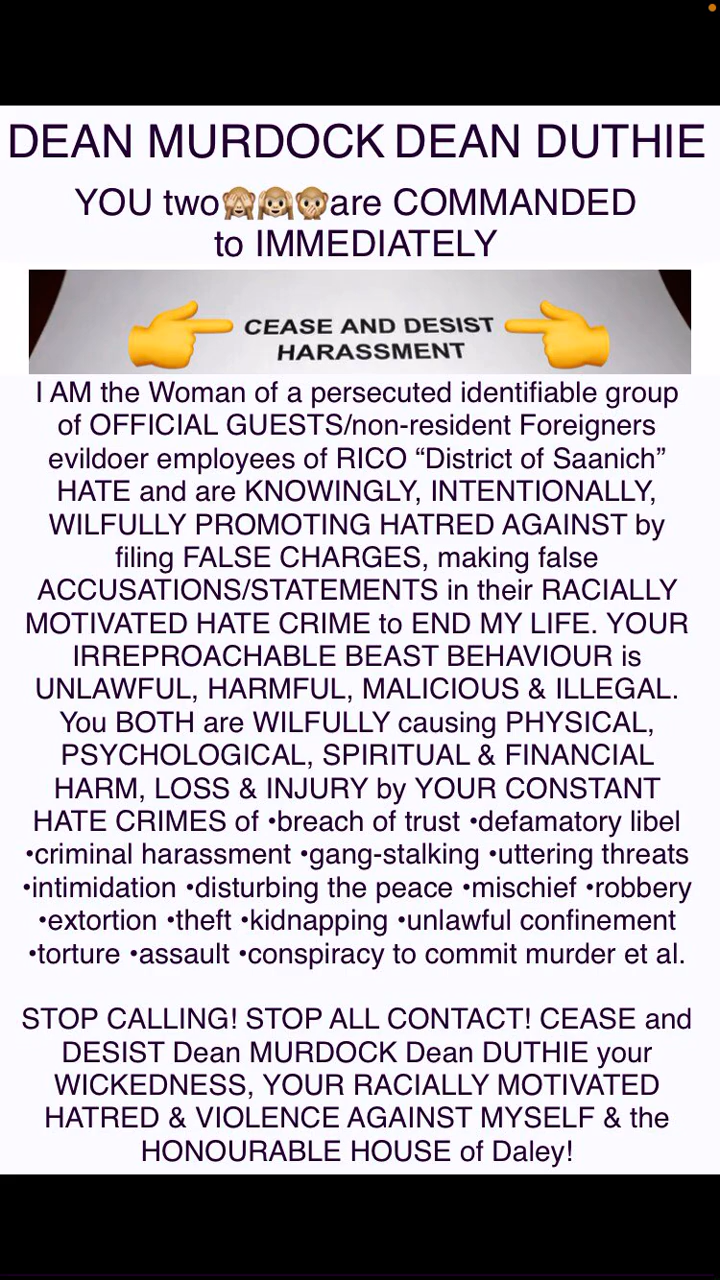 DEAN MURDOCK DEAN DUTHIE
YOU two🙈🙉🙊are COMMANDED
to IMMEDIATELY
CEASE AND DESIST
HARASSMENT
I AM the Woman of a persecuted identifiable group
of OFFICIAL GUESTS/non-resident Foreigners
evildoer employees of RICO “District of Saanich”
HATE and are KNOWINGLY, INTENTIONALLY,
WILFULLY PROMOTING HATRED AGAINST by
filing FALSE CHARGES, making false
ACCUSATIONS/STATEMENTS in their RACIALLY
MOTIVATED HATE CRIME to END MY LIFE. YOUR
IRREPROACHABLE BEAST BEHAVIOUR is
UNLAWFUL, HARMFUL, MALICIOUS & ILLEGAL.
You BOTH are WILFULLY causing PHYSICAL,
PSYCHOLOGICAL, SPIRITUAL & FINANCIAL
HARM, LOSS & INJURY by YOUR CONSTANT
HATE CRIMES of •breach of trust •defamatory libel
•criminal harassment •gang-stalking •uttering threats
•intimidation •disturbing the peace •mischief •robbery
•extortion •theft •kidnapping •unlawful confinement
•torture •assault •conspiracy to commit murder et al.
STOP CALLING! STOP ALL CONTACT! CEASE and
DESIST Dean MURDOCK Dean DUTHIE your
WICKEDNESS, YOUR RACIALLY MOTIVATED
HATRED & VIOLENCE AGAINST MYSELF & the
HONOURABLE HOUSE of Daley!